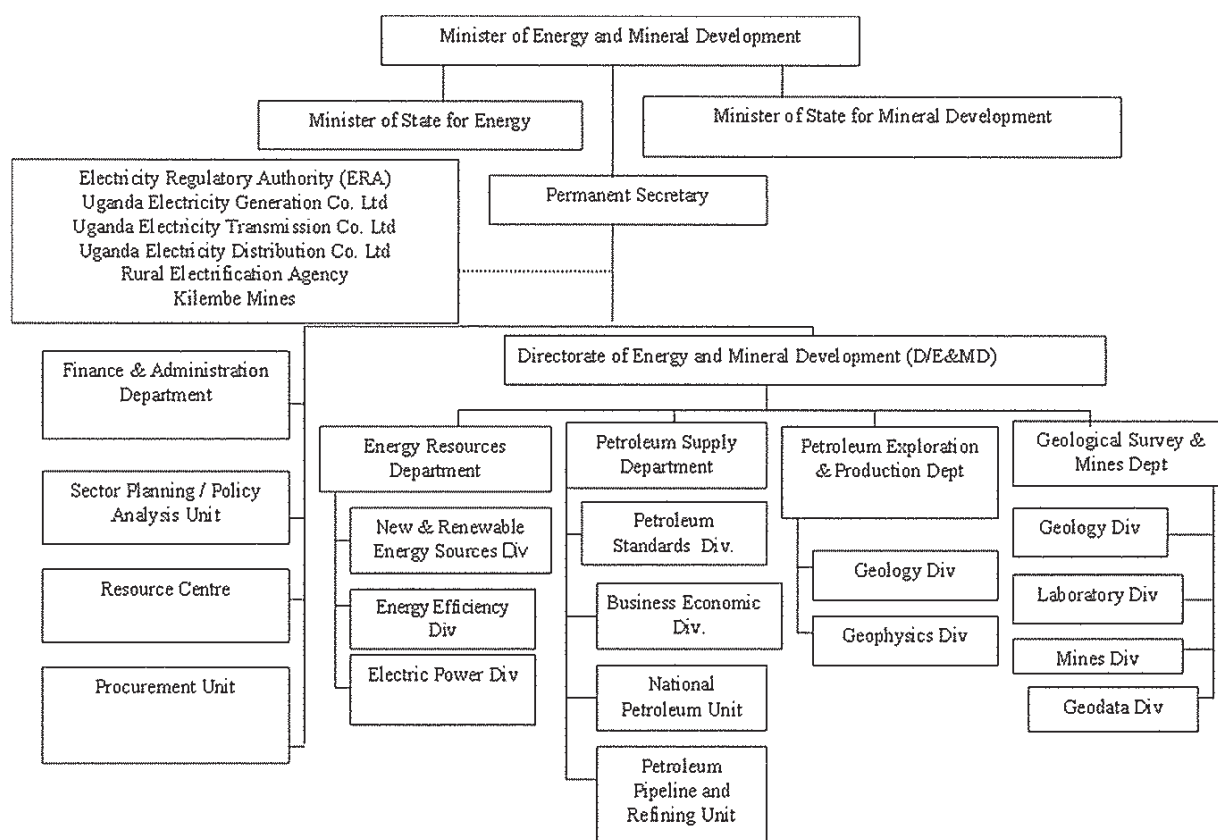 Minister of Energy and Mineral Development
Minister of State for Energy
Minister of State for Mineral Development
Electricity Regulatory Authority (ERA)
Uganda Electricity Generation Co. Ltd
Uganda Electricity Transmission Co. Ltd
Uganda Electricity Distribution Co. Ltd
Rural Electrification Agency
Kilembe Mines
Permanent Secretary
Directorate of Energy and Mineral Development (D/E&MD)
Finance & Administration
Department
Sector Planning / Policy
Analysis Unit
Resource Centre
Procurement Unit
Energy Resources
Department
New & Renewable
Energy Sources Div
Energy Efficiency
Div
Electric Power Div
Petroleum Supply
Department
Petroleum
Standards Div.
Business Economic
Div.
National
Petroleum Unit
Petroleum
Pipeline and
Refining Unit
Petroleum Exploration
& Production Dept
Geology Div
Geophysics Div
Geological Survey &
Mines Dept
Geology Div
Laboratory Div
Mines Div
Geodata Div